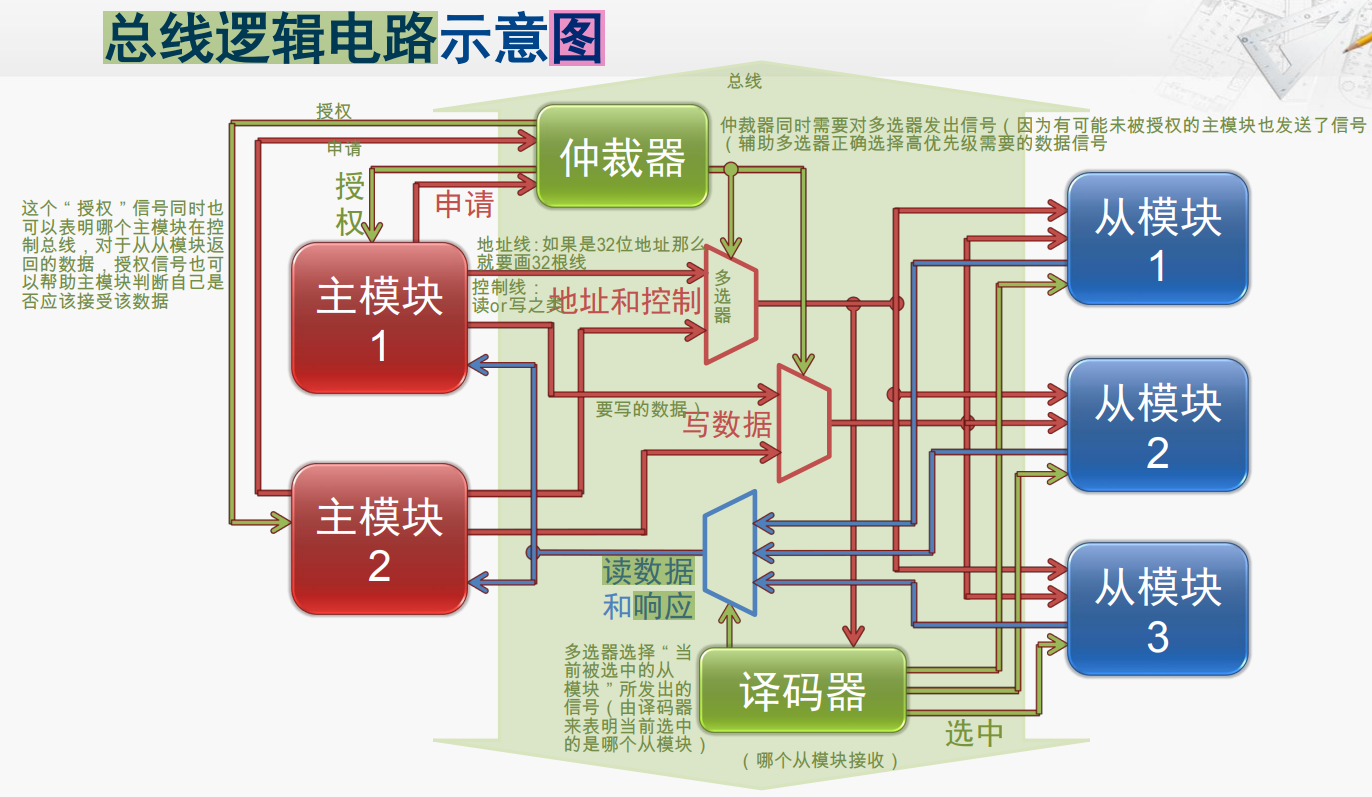 总线逻辑电路示意图
总线
授权
申请
仲裁器
仲裁器同时需要对多选器发出信号（因为有可能未被授权的主模块也发送了信号
（辅助多选器正确选择高优先级需要的数据信号
授
权
申请
这个“授权”信号同时也
可以表明哪个主模块在控
制总线，对于从从模块返
回的数据，授权信号也可
以帮助主模块判断自己是
否应该接受该数据
主模块
1
地址线:如果是32位地址那么
就要画32根线
控制线：
读or写之类
地址和控制
多
选
器
从模块
1
要写的数据）
写数据
从模块
2
主模块
2
读数据
和响应
从模块
3
多选器选择“当
前被选中的从
模块”所发出的
信号（由译码器
来表明当前选中
的是哪个从模块）
译码器
选中
（哪个从模块接收）